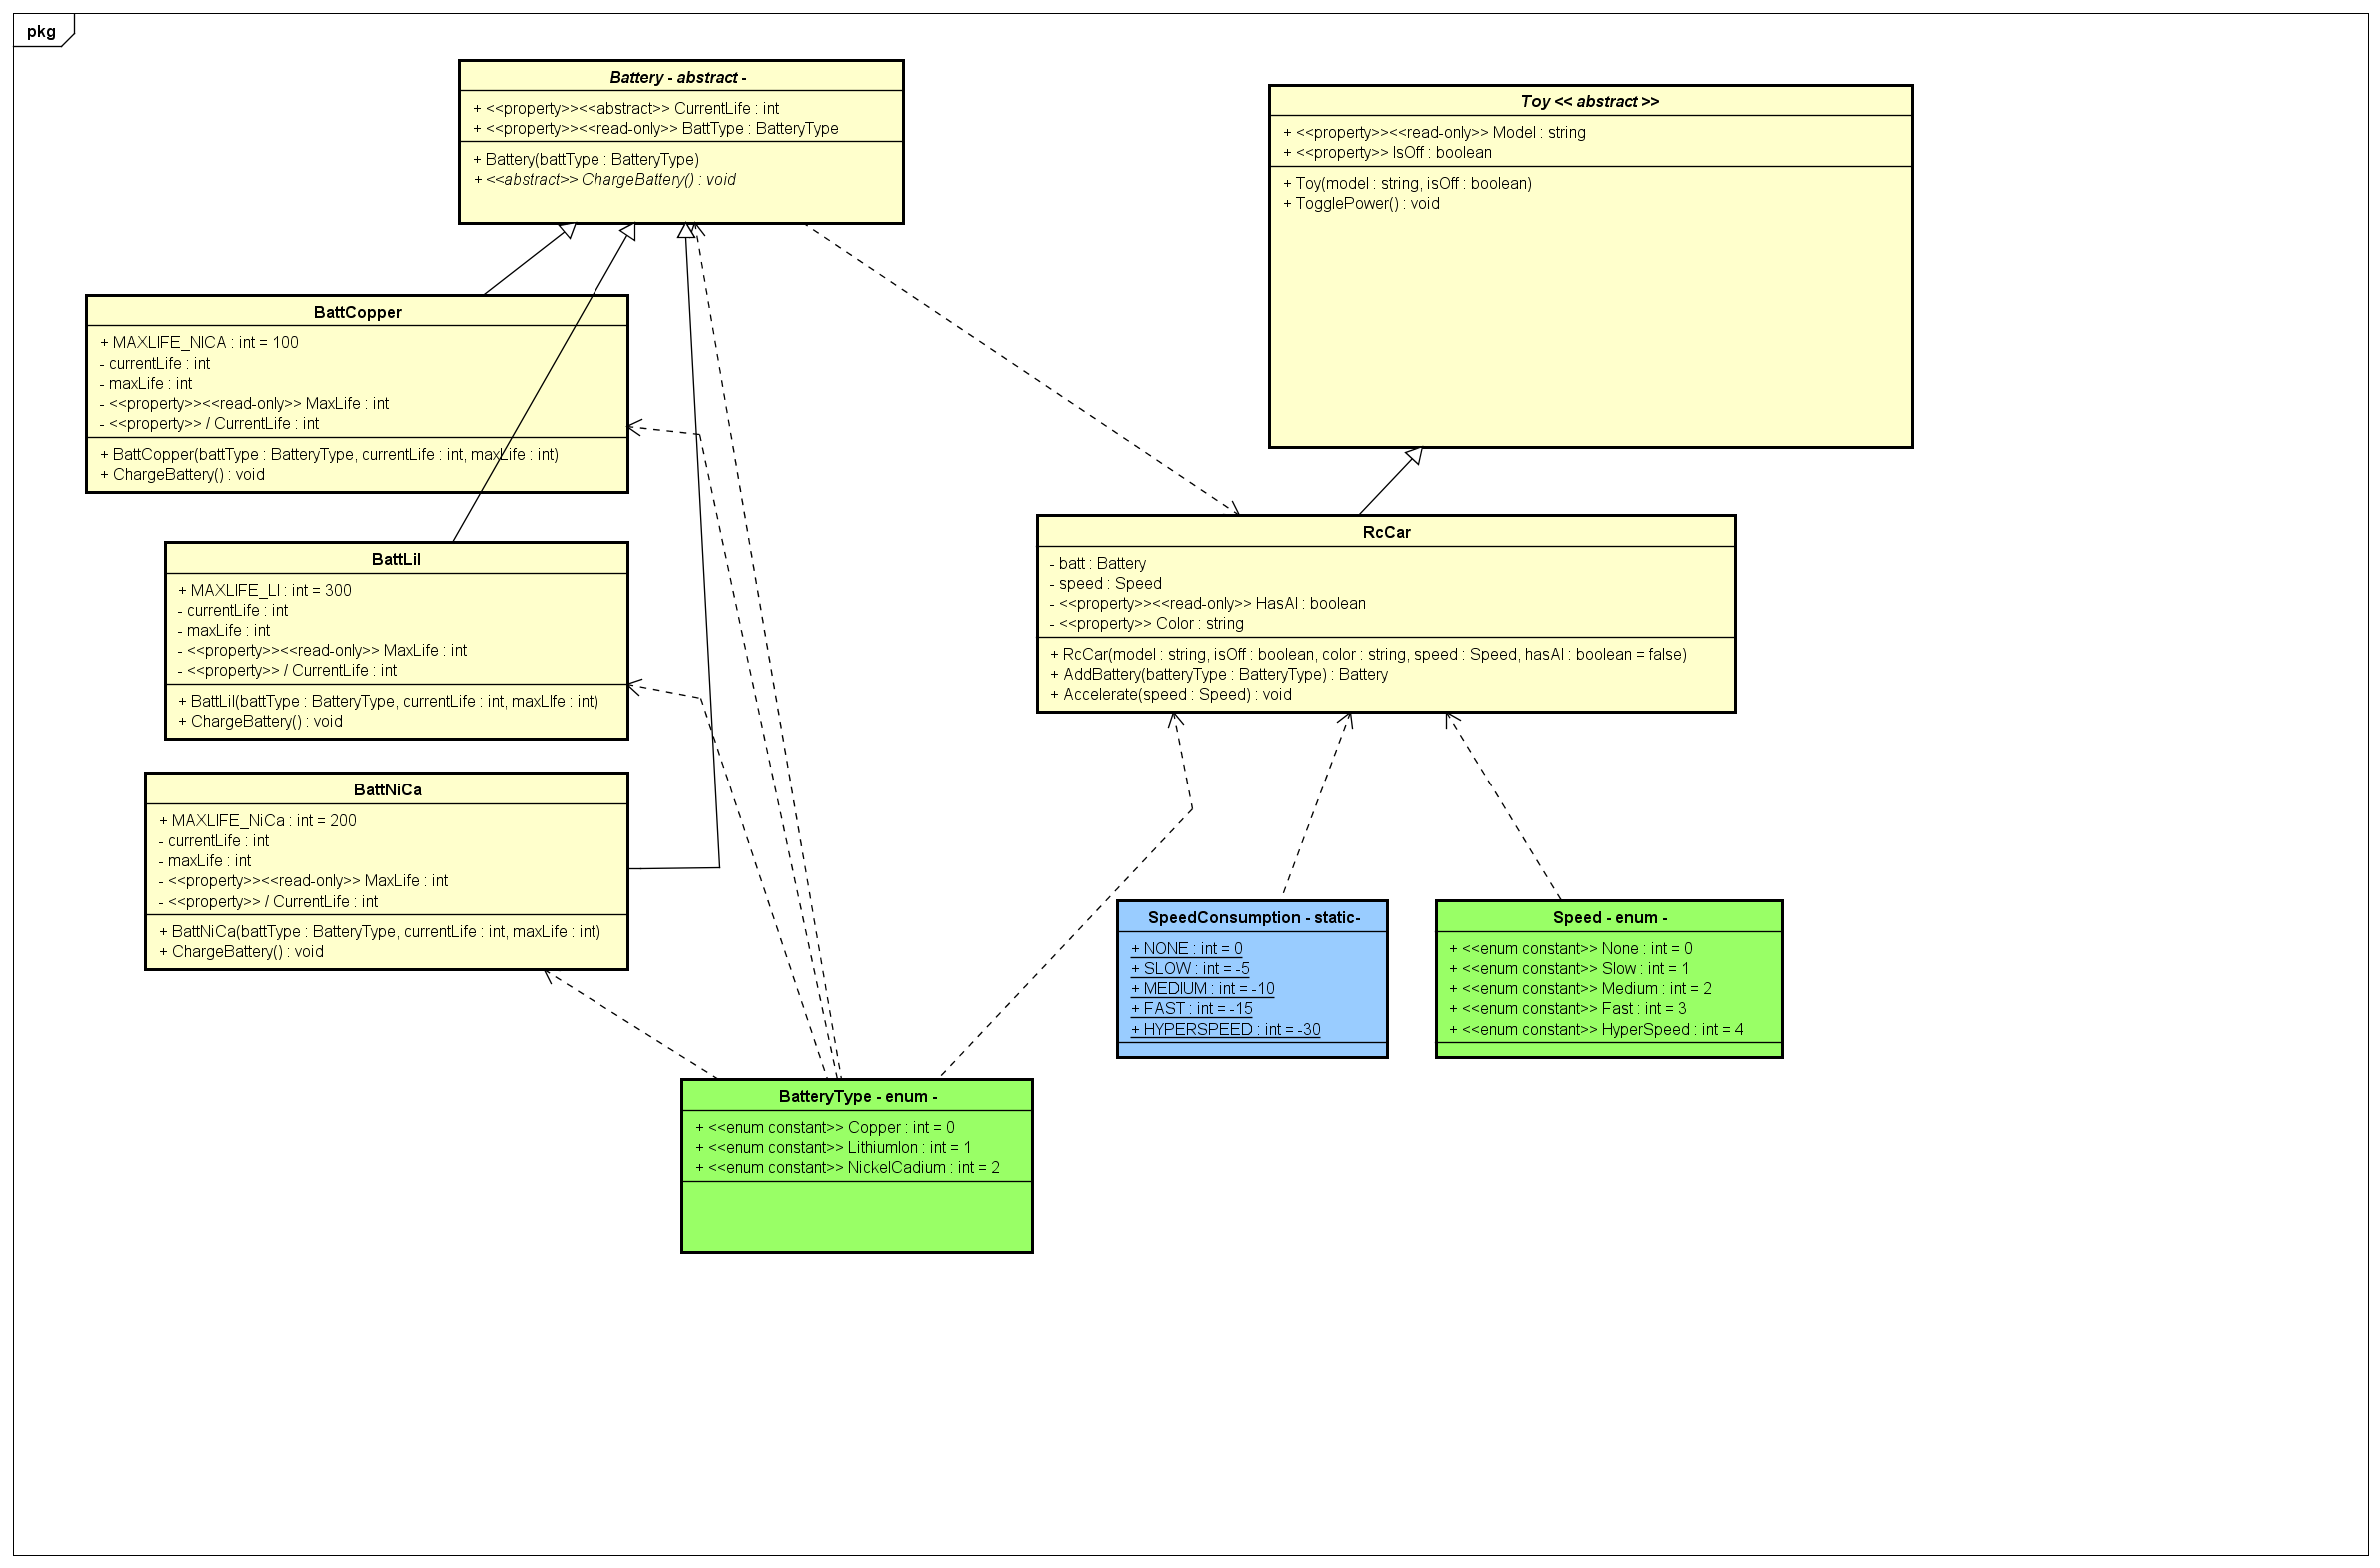 pkg
Battery - abstract -
+ <<property>><<abstract>> CurrentLife : int
+ <<property>><<read-only>> BattType : BatteryType
+ Battery(battType : BatteryType)
+ <<abstract>> ChargeBattery() : void
Toy << abstract >>
+ <<property>><<read-only>> Model : string
+ <<property>> IsOff : boolean
+ Toy(model : string, isOff : boolean)
+ TogglePower() : void
BattCopper
+ MAXLIFE_NICA : int = 100
- currentLife : int
- maxLife : int
- <<property>><<read-only>> MaxLife : int
- <<property>> / CurrentLife : int
+ BattCopper(battType : BatteryType, currentLife : int, maxLife : int)
+ ChargeBattery() : void
BattLiI
+ MAXLIFE_LI : int = 300
- currentLife : int
- maxLife : int
- <<property>><<read-only>> MaxLife : int
- <<property>> / CurrentLife : int
+ BattLiI(battType : BatteryType, currentLife : int, maxLIfe : int)
+ ChargeBattery() : void
RcCar
- batt : Battery
- speed : Speed
- <<property>><<read-only>> HasAI : boolean
- <<property>> Color : string
+ RcCar(model : string, isOff : boolean, color : string, speed : Speed, hasAI : boolean = false)
+ AddBattery(batteryType : BatteryType) : Battery
+ Accelerate(speed : Speed) : void
BattNiCa
+ MAXLIFE_NiCa : int = 200
- currentLife : int
- maxLife : int
- <<property>><<read-only>> MaxLife : int
- <<property>> / CurrentLife : int
+ BattNiCa(battType : BatteryType, currentLife : int, maxLife : int)
+ ChargeBattery() : void
SpeedConsumption - static-
+ NONE : int = 0
+ SLOW : int = -5
+ MEDIUM : int = -10
+ FAST : int = -15
+ HYPERSPEED : int = -30
Speed - enum -
+ <<enum constant>> None : int = 0
+ <<enum constant>> Slow : int = 1
+ <<enum constant>> Medium : int = 2
+ <<enum constant>> Fast : int = 3
+ <<enum constant>> HyperSpeed : int = 4
BatteryType - enum -
+ <<enum constant>> Copper : int = 0
+ <<enum constant>> LithiumIon : int = 1
+ <<enum constant>> NickelCadium : int = 2